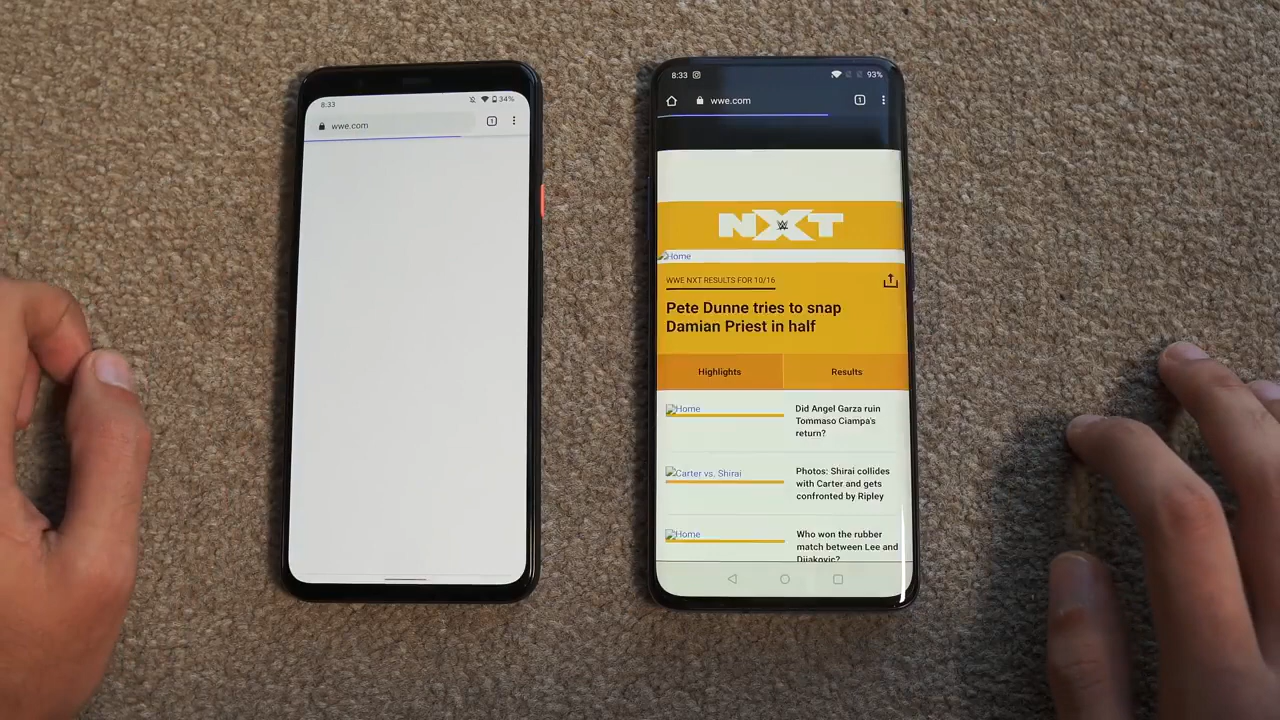 8:33
34%
wwe.com
1
8:33
93%
wwe.com
1
NXT
Home
WWE NXT RESULTS FOR 10/16
Pete Dunne tries to snap
Damian Priest in half
Highlights
Results
Home
Did Angel Garza ruin
Tommaso Ciampa's
return?
Carter vs. Shirai
Photos: Shirai collides
with Carter and gets
confronted by Ripley
Home
Who won the rubber
match between Lee and
Dijakovic?